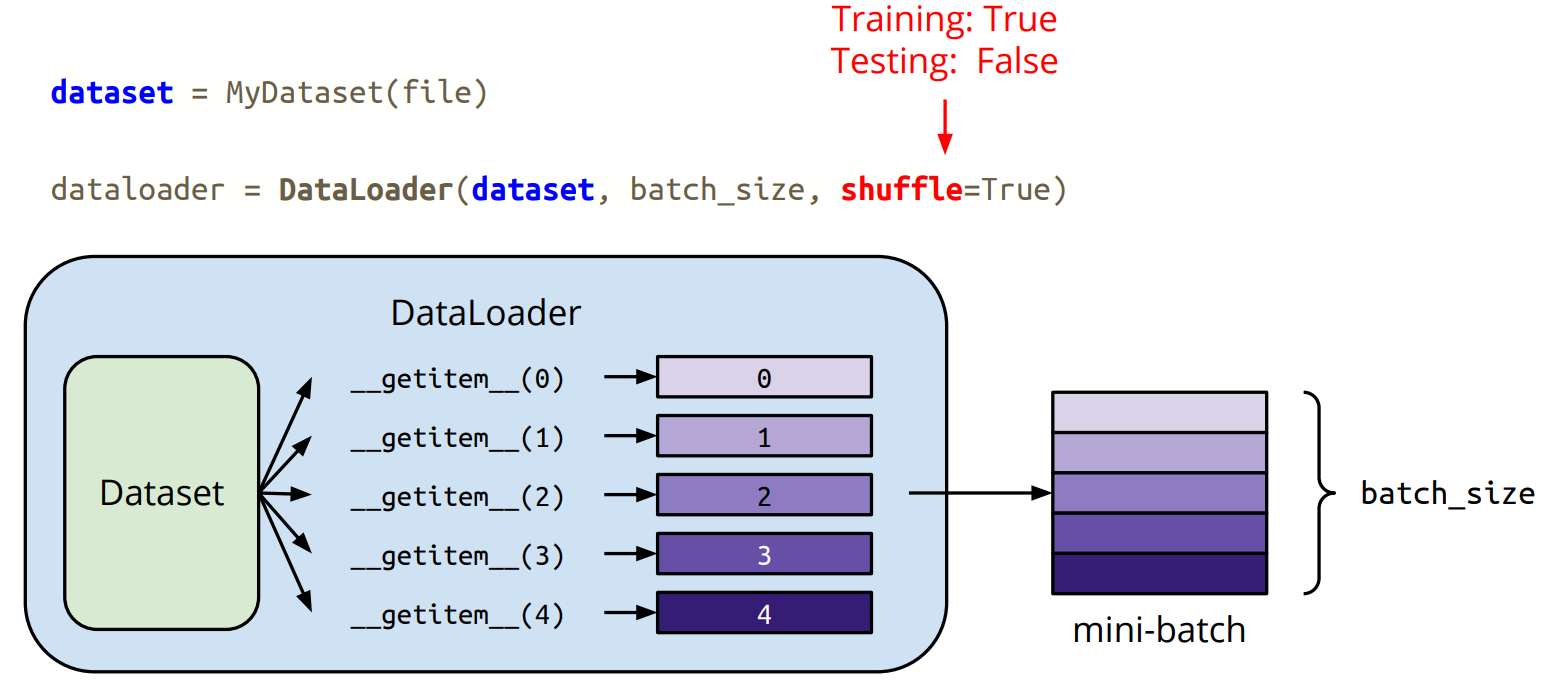 Training: True
Testing: False
dataset = MyDataset(file)
dataloader = DataLoader(dataset, batch_size, shuffle=True)
DataLoader
Dataset
__getitem__(0)
0
__getitem__(1)
1
__getitem__(2)
2
__getitem__(3)
3
__getitem__(4)
4
batch_size
mini-batch